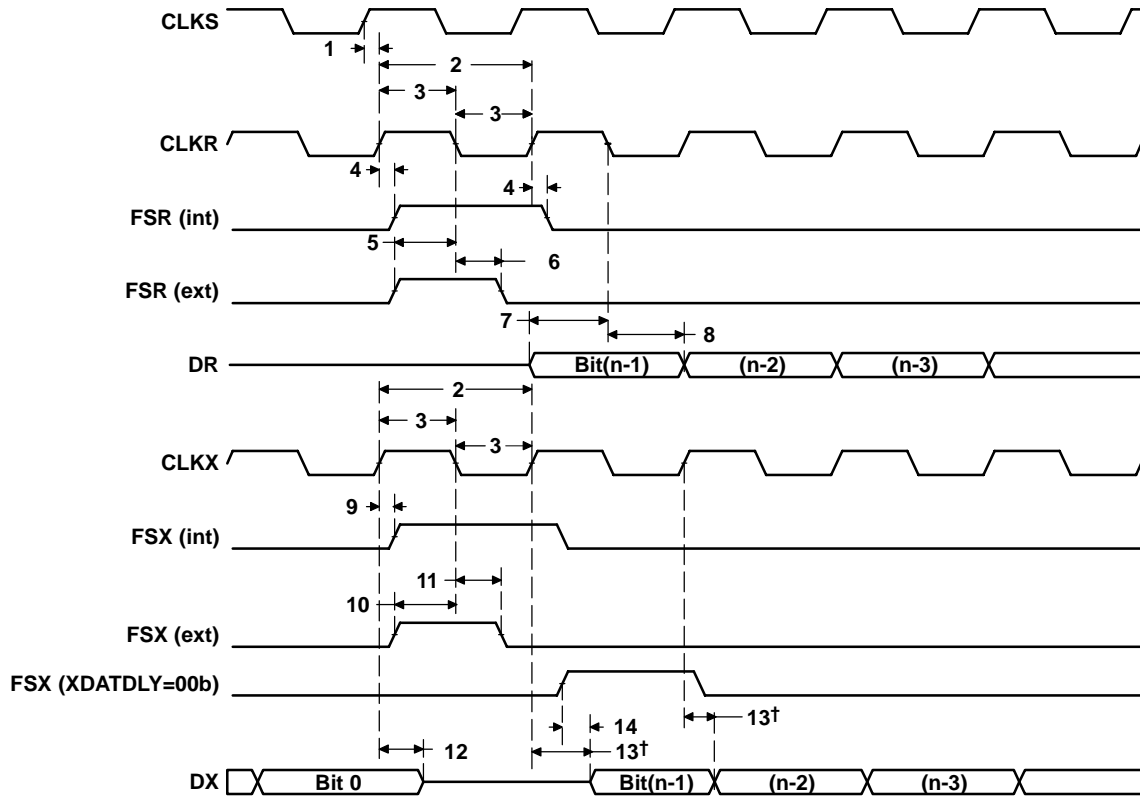 CLKS
1
2
3
3
CLKR
4
4
FSR (int)
5
6
FSR (ext)
7
8
DR
Bit(n-1)
(n-2)
(n-3)
2
3
3
CLKX
9
FSX (int)
11
10
FSX (ext)
FSX (XDATDLY=00b)
14
13†
12
13†
DX
Bit 0
Bit(n-1)
(n-2)
(n-3)